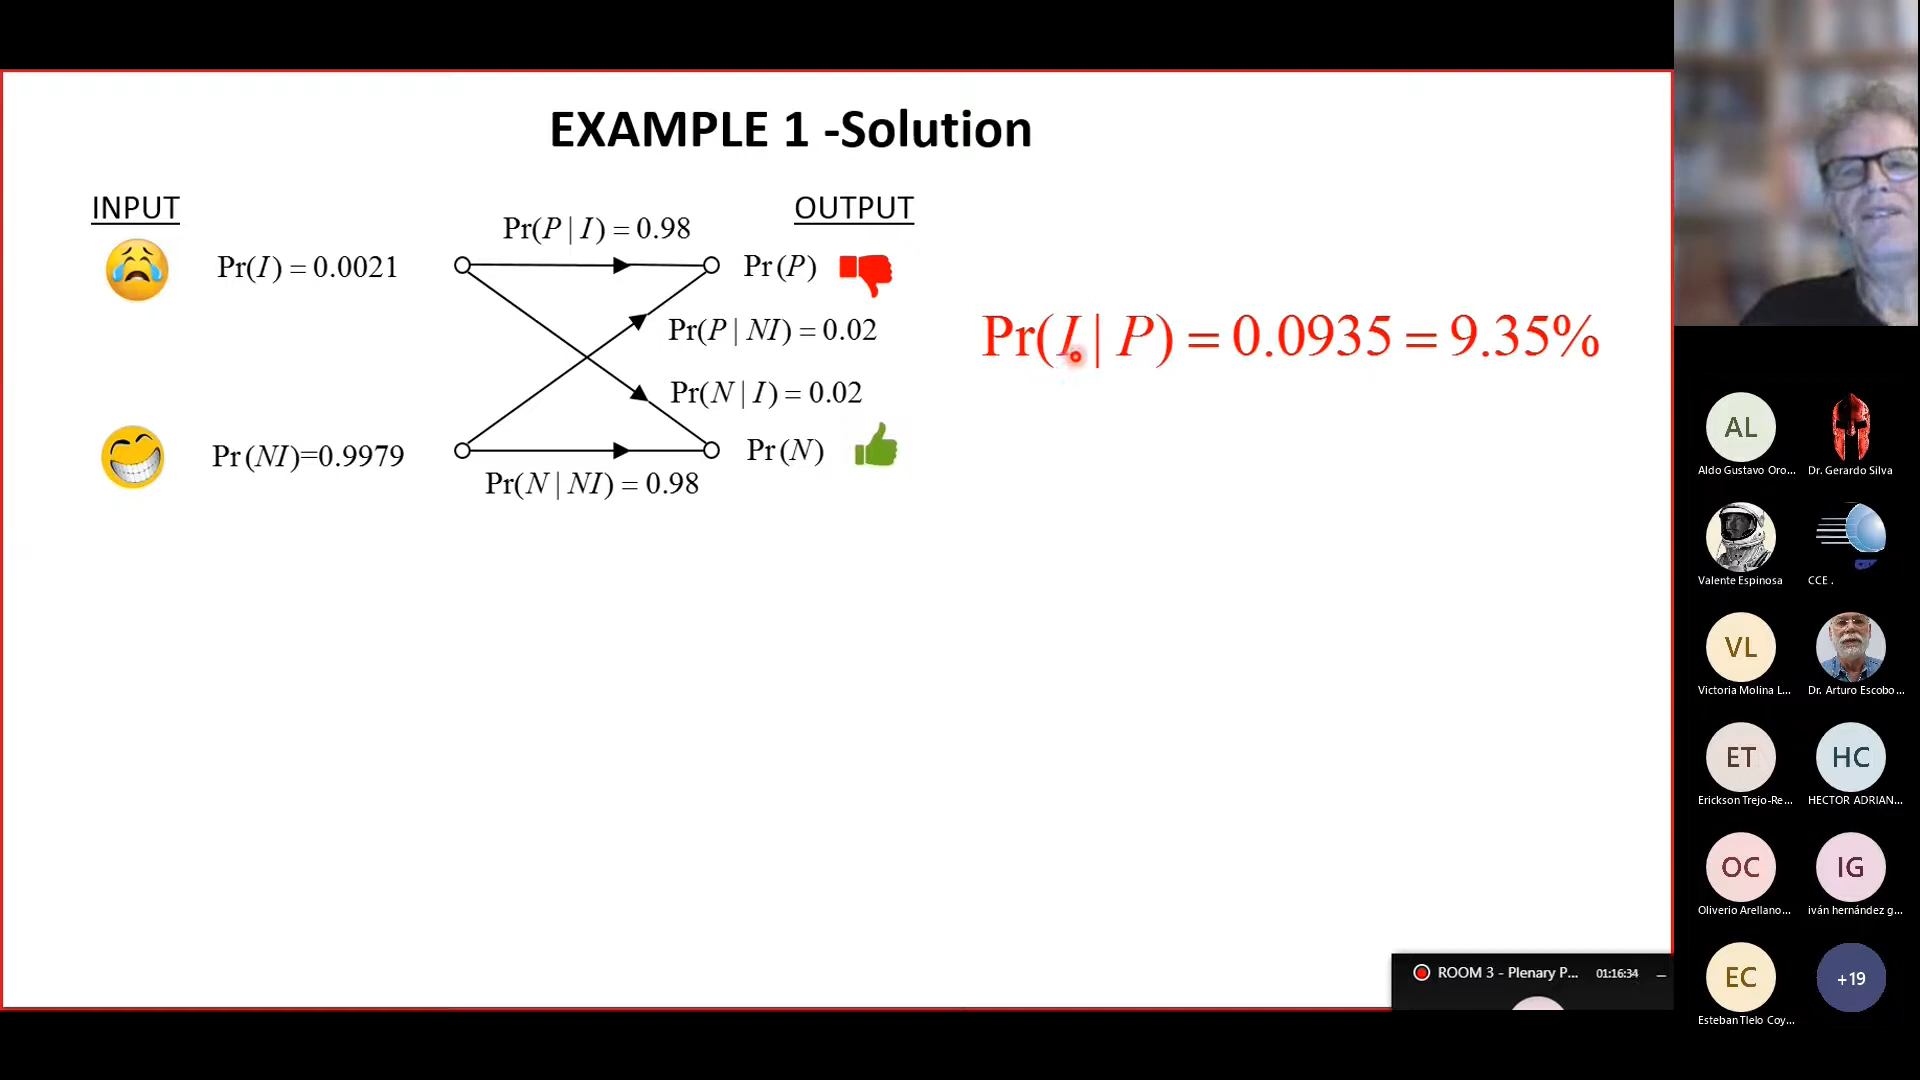 EXAMPLE 1 -Solution
INPUT
OUTPUT
Pr(P | I) = 0.98
Pr(I) = 0.0021
Pr(P)
Pr(P | NI) = 0.02
Pr(I | P) = 0.0935 = 9.35%
Pr(N | I) = 0.02
Pr(NI)=0.9979
Pr(N)
Pr(N | NI) = 0.98
AL
Aldo Gustavo Oro...
Dr. Gerardo Silva
Valente Espinosa
CCE .
VL
Victoria Molina L...
Dr. Arturo Escobo...
ET
HC
Erickson Trejo-Re...
HECTOR ADRIAN...
OC
IG
Oliverio Arellano...
iván hernández g...
EC
+19
Esteban Tlelo Coy...
ROOM 3 - Plenary P... 01:16:34